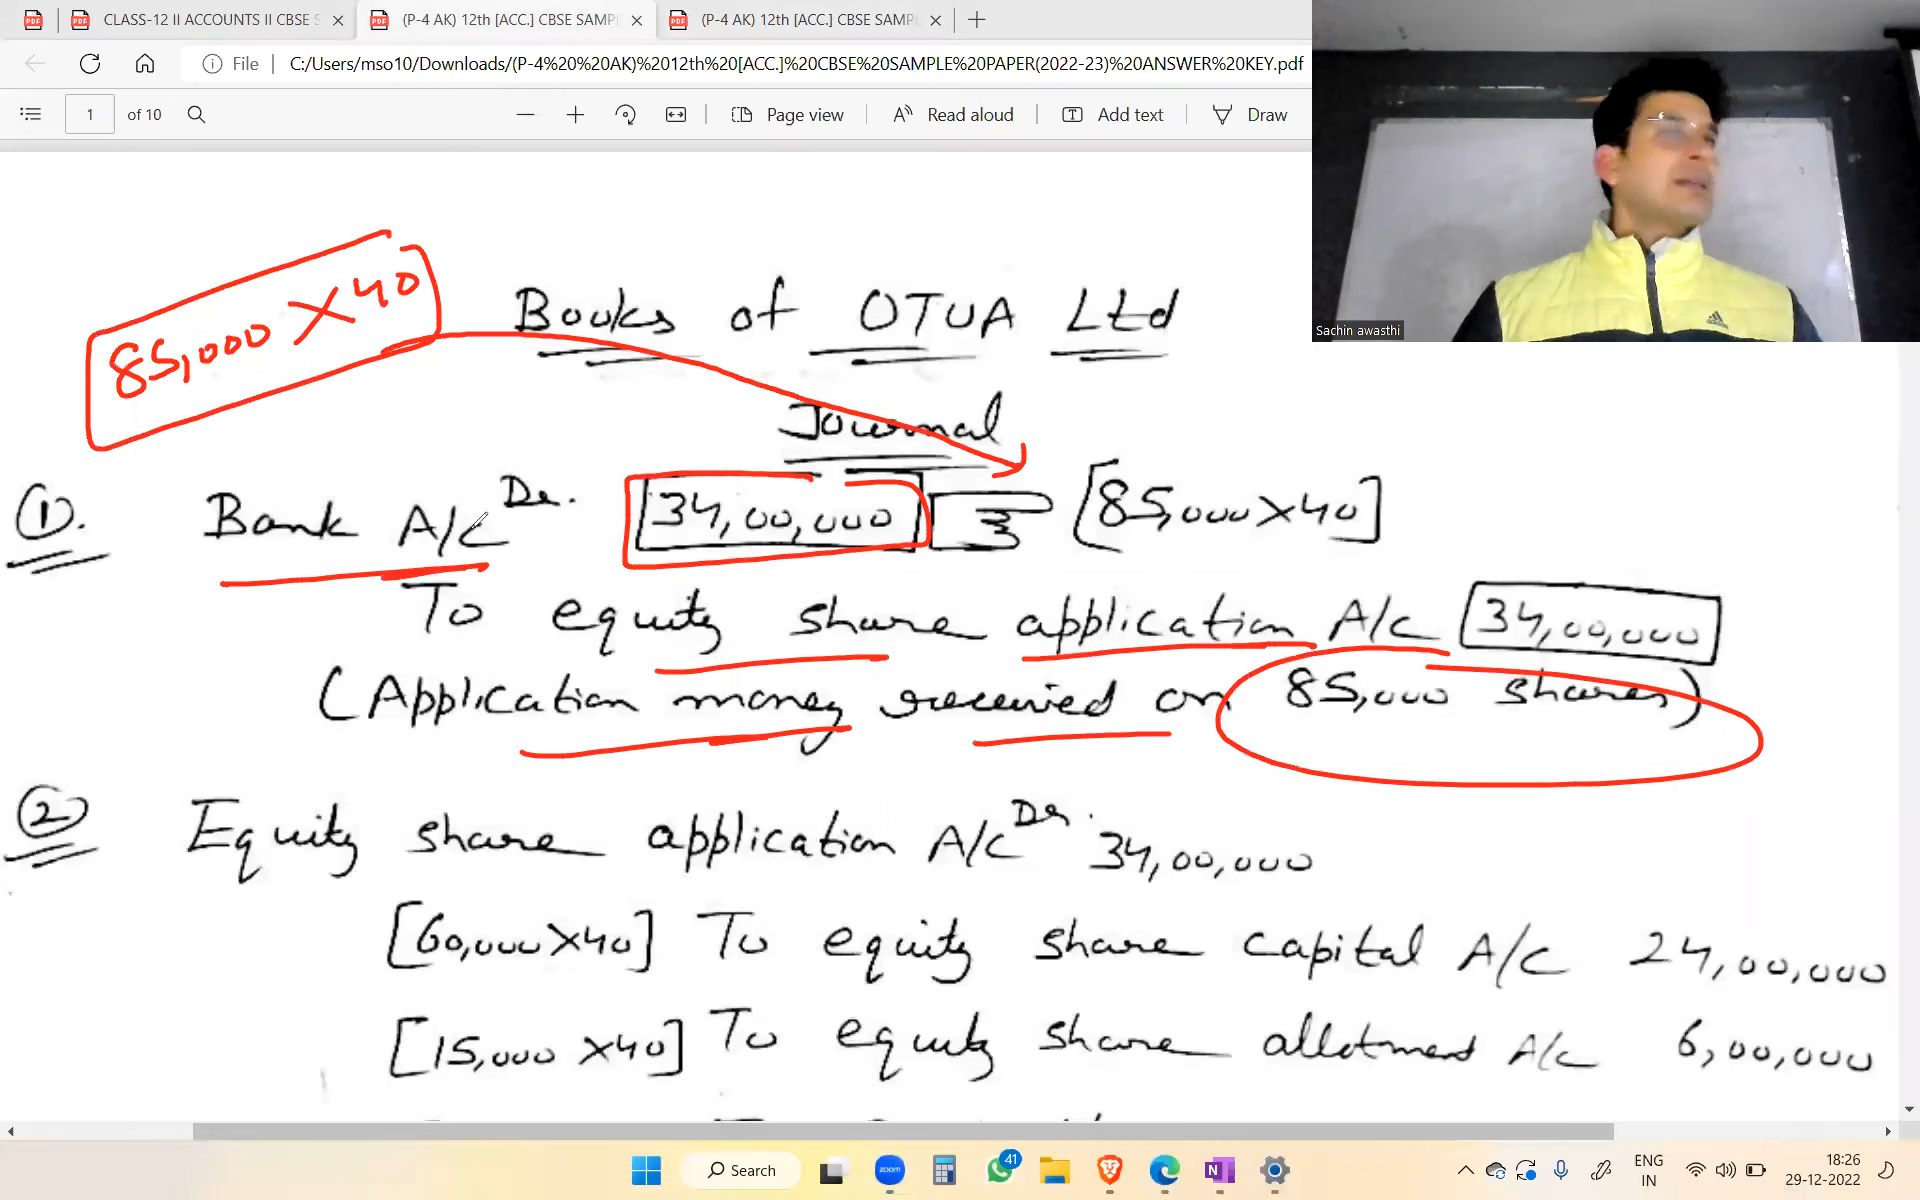 CLASS-12 II ACCOUNTS II CBSE S
(P-4 AK) 12th [ACC.] CBSE SAMPL
(P-4 AK) 12th [ACC.] CBSE SAMP
File C:/Users/mso10/Downloads/(P-4%20%20AK)%2012th%20[ACC.]%20CBSE%20SAMPLE%20PAPER(2022-23)%20ANSWER%20KEY.pdf
1 of 10 Page view Read aloud Add text Draw
Sachin awasthi
85,000 X 40
Books of OTUA Ltd
Journal
①. Bank A/c Dr. 34,00,000 [85,000X40]
To equity share application A/c 34,00,000
(Application money received on 85,000 shares)
② Equity share application A/c Dr. 34,00,000
[60,000X40] To equity share capital A/c 24,00,000
[15,000 X40] To equity share allotment A/c 6,00,000
Search
zoom
41
N
ENG
IN
18:26
29-12-2022